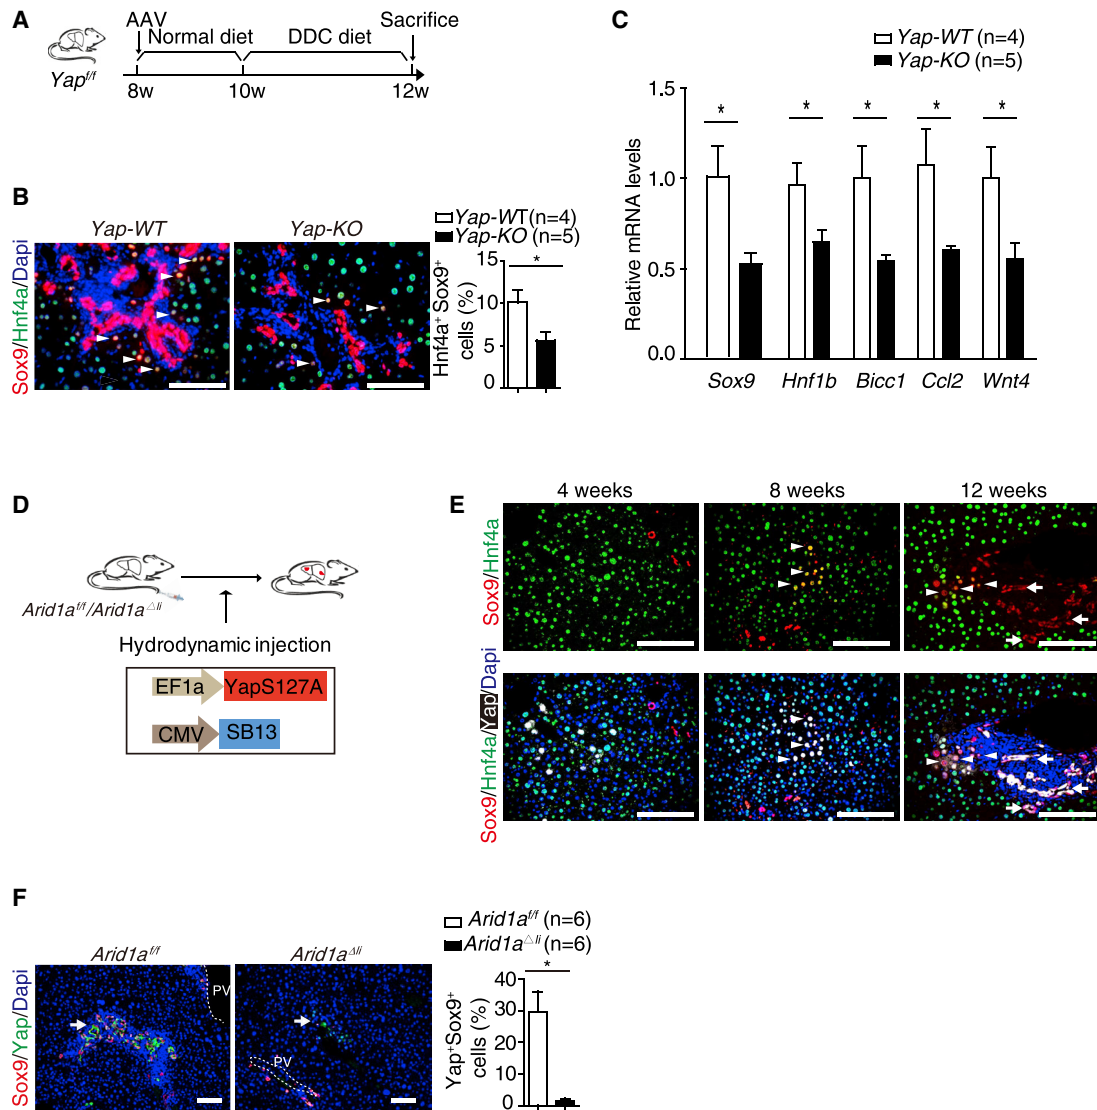 A
AAV
Sacrifice
Normal diet
DDC diet
Yap f/f
8w
10w
12w
B
Yap-WT
Yap-KO
Sox9/Hnf4a/Dapi
Yap-WT (n=4)
Yap-KO (n=5)
Hnf4a+ Sox9+
cells (%)
15
10
5
0
*
C
Yap-WT (n=4)
Yap-KO (n=5)
Relative mRNA levels
1.5
1.0
0.5
0.0
* * * * *
Sox9 Hnf1b Bicc1 Ccl2 Wnt4
D
Arid1a f/f/Arid1a △li
Hydrodynamic injection
EF1a YapS127A
CMV SB13
E
4 weeks 8 weeks 12 weeks
Sox9/Hnf4a
Sox9/Hnf4a/Yap/Dapi
F
Arid1a f/f
Arid1a Δli
Sox9/Yap/Dapi
PV
PV
Arid1a f/f (n=6)
Arid1a △li (n=6)
Yap+Sox9+
cells (%)
40
30
20
10
0
*